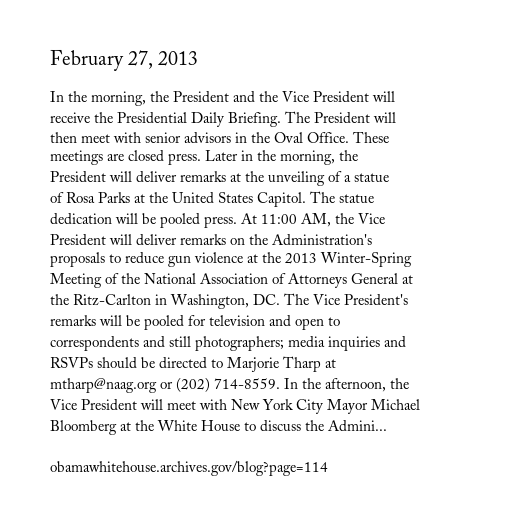 February 27, 2013
In the morning, the President and the Vice President will
receive the Presidential Daily Briefing. The President will
then meet with senior advisors in the Oval Office. These
meetings are closed press. Later in the morning, the
President will deliver remarks at the unveiling of a statue
of Rosa Parks at the United States Capitol. The statue
dedication will be pooled press. At 11:00 AM, the Vice
President will deliver remarks on the Administration's
proposals to reduce gun violence at the 2013 Winter-Spring
Meeting of the National Association of Attorneys General at
the Ritz-Carlton in Washington, DC. The Vice President's
remarks will be pooled for television and open to
correspondents and still photographers; media inquiries and
RSVPs should be directed to Marjorie Tharp at
mtharp@naag.org or (202) 714-8559. In the afternoon, the
Vice President will meet with New York City Mayor Michael
Bloomberg at the White House to discuss the Admini...
obamawhitehouse.archives.gov/blog?page=114